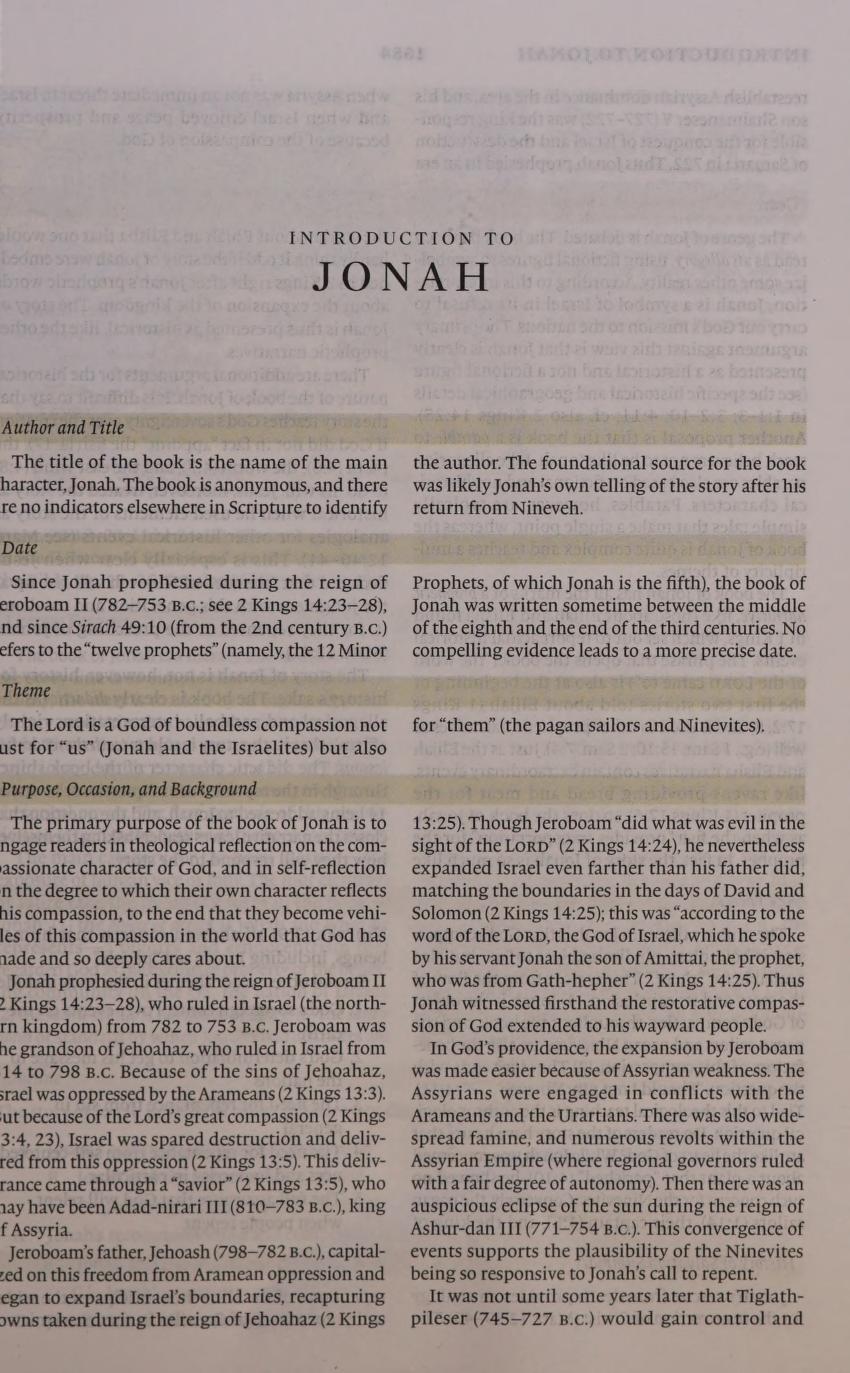 INTRODUCTION TO
JONAH
Author and Title
The title of the book is the name of the main
haracter, Jonah. The book is anonymous, and there
re no indicators elsewhere in Scripture to identify
the author. The foundational source for the book
was likely Jonah’s own telling of the story after his
return from Nineveh.
Date
Since Jonah prophesied during the reign of
eroboam II (782–753 B.C.; see 2 Kings 14:23–28),
nd since Sirach 49:10 (from the 2nd century B.C.)
efers to the “twelve prophets” (namely, the 12 Minor
Prophets, of which Jonah is the fifth), the book of
Jonah was written sometime between the middle
of the eighth and the end of the third centuries. No
compelling evidence leads to a more precise date.
Theme
The Lord is a God of boundless compassion not
ust for “us” (Jonah and the Israelites) but also
for “them” (the pagan sailors and Ninevites).
Purpose, Occasion, and Background
The primary purpose of the book of Jonah is to
ngage readers in theological reflection on the com-
assionate character of God, and in self-reflection
n the degree to which their own character reflects
his compassion, to the end that they become vehi-
les of this compassion in the world that God has
nade and so deeply cares about.
Jonah prophesied during the reign of Jeroboam II
2 Kings 14:23–28), who ruled in Israel (the north-
rn kingdom) from 782 to 753 B.C. Jeroboam was
he grandson of Jehoahaz, who ruled in Israel from
14 to 798 B.C. Because of the sins of Jehoahaz,
srael was oppressed by the Arameans (2 Kings 13:3).
ut because of the Lord’s great compassion (2 Kings
3:4, 23), Israel was spared destruction and deliv-
red from this oppression (2 Kings 13:5). This deliv-
rance came through a “savior” (2 Kings 13:5), who
nay have been Adad-nirari III (810–783 B.C.), king
f Assyria.
Jeroboam’s father, Jehoash (798–782 B.C.), capital-
zed on this freedom from Aramean oppression and
egan to expand Israel’s boundaries, recapturing
owns taken during the reign of Jehoahaz (2 Kings
13:25). Though Jeroboam “did what was evil in the
sight of the LORD” (2 Kings 14:24), he nevertheless
expanded Israel even farther than his father did,
matching the boundaries in the days of David and
Solomon (2 Kings 14:25); this was “according to the
word of the LORD, the God of Israel, which he spoke
by his servant Jonah the son of Amittai, the prophet,
who was from Gath-hepher” (2 Kings 14:25). Thus
Jonah witnessed firsthand the restorative compas-
sion of God extended to his wayward people.
In God’s providence, the expansion by Jeroboam
was made easier because of Assyrian weakness. The
Assyrians were engaged in conflicts with the
Arameans and the Urartians. There was also wide-
spread famine, and numerous revolts within the
Assyrian Empire (where regional governors ruled
with a fair degree of autonomy). Then there was an
auspicious eclipse of the sun during the reign of
Ashur-dan III (771–754 B.C.). This convergence of
events supports the plausibility of the Ninevites
being so responsive to Jonah’s call to repent.
It was not until some years later that Tiglath-
pileser (745–727 B.C.) would gain control and